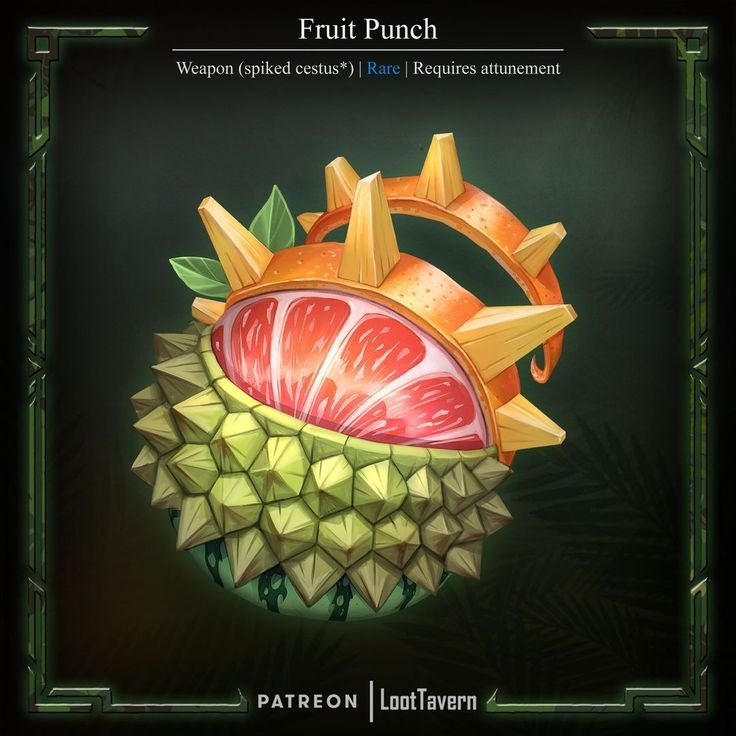 Fruit Punch
Weapon (spiked cestus*) | Rare | Requires attunement
PATREON | LootTavern